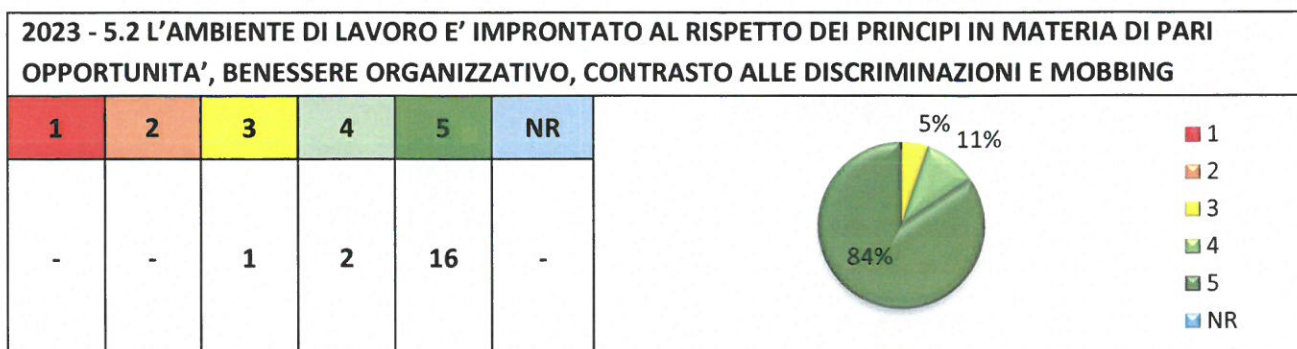 2023 - 5.2 L’AMBIENTE DI LAVORO E’ IMPRONTATO AL RISPETTO DEI PRINCIPI IN MATERIA DI PARI
OPPORTUNITA’, BENESSERE ORGANIZZATIVO, CONTRASTO ALLE DISCRIMINAZIONI E MOBBING
1 2 3 4 5 NR
- - 1 2 16 -
5%
11%
84%
1
2
3
4
5
NR